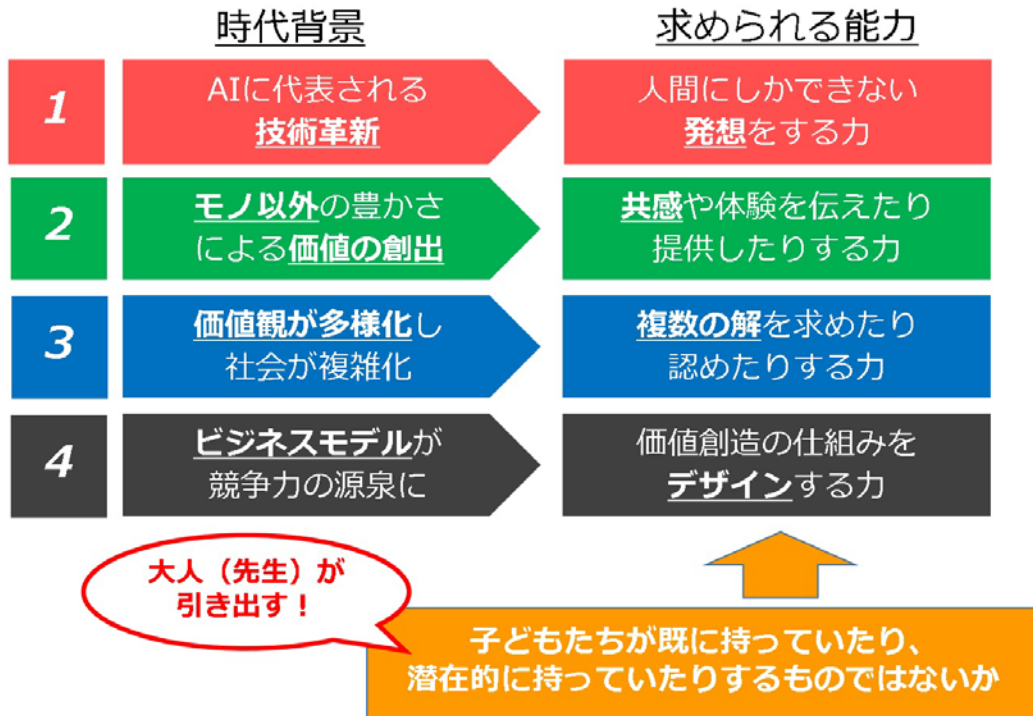 時代背景
求められる能力
1
AIに代表される
技術革新
人間にしかできない
発想をする力
2
モノ以外の豊かさ
による価値の創出
共感や体験を伝えたり
提供したりする力
3
価値観が多様化し
社会が複雑化
複数の解を求めたり
認めたりする力
4
ビジネスモデルが
競争力の源泉に
価値創造の仕組みを
デザインする力
大人（先生）が
引き出す！
子どもたちが既に持っていたり、
潜在的に持っていたりするものではないか